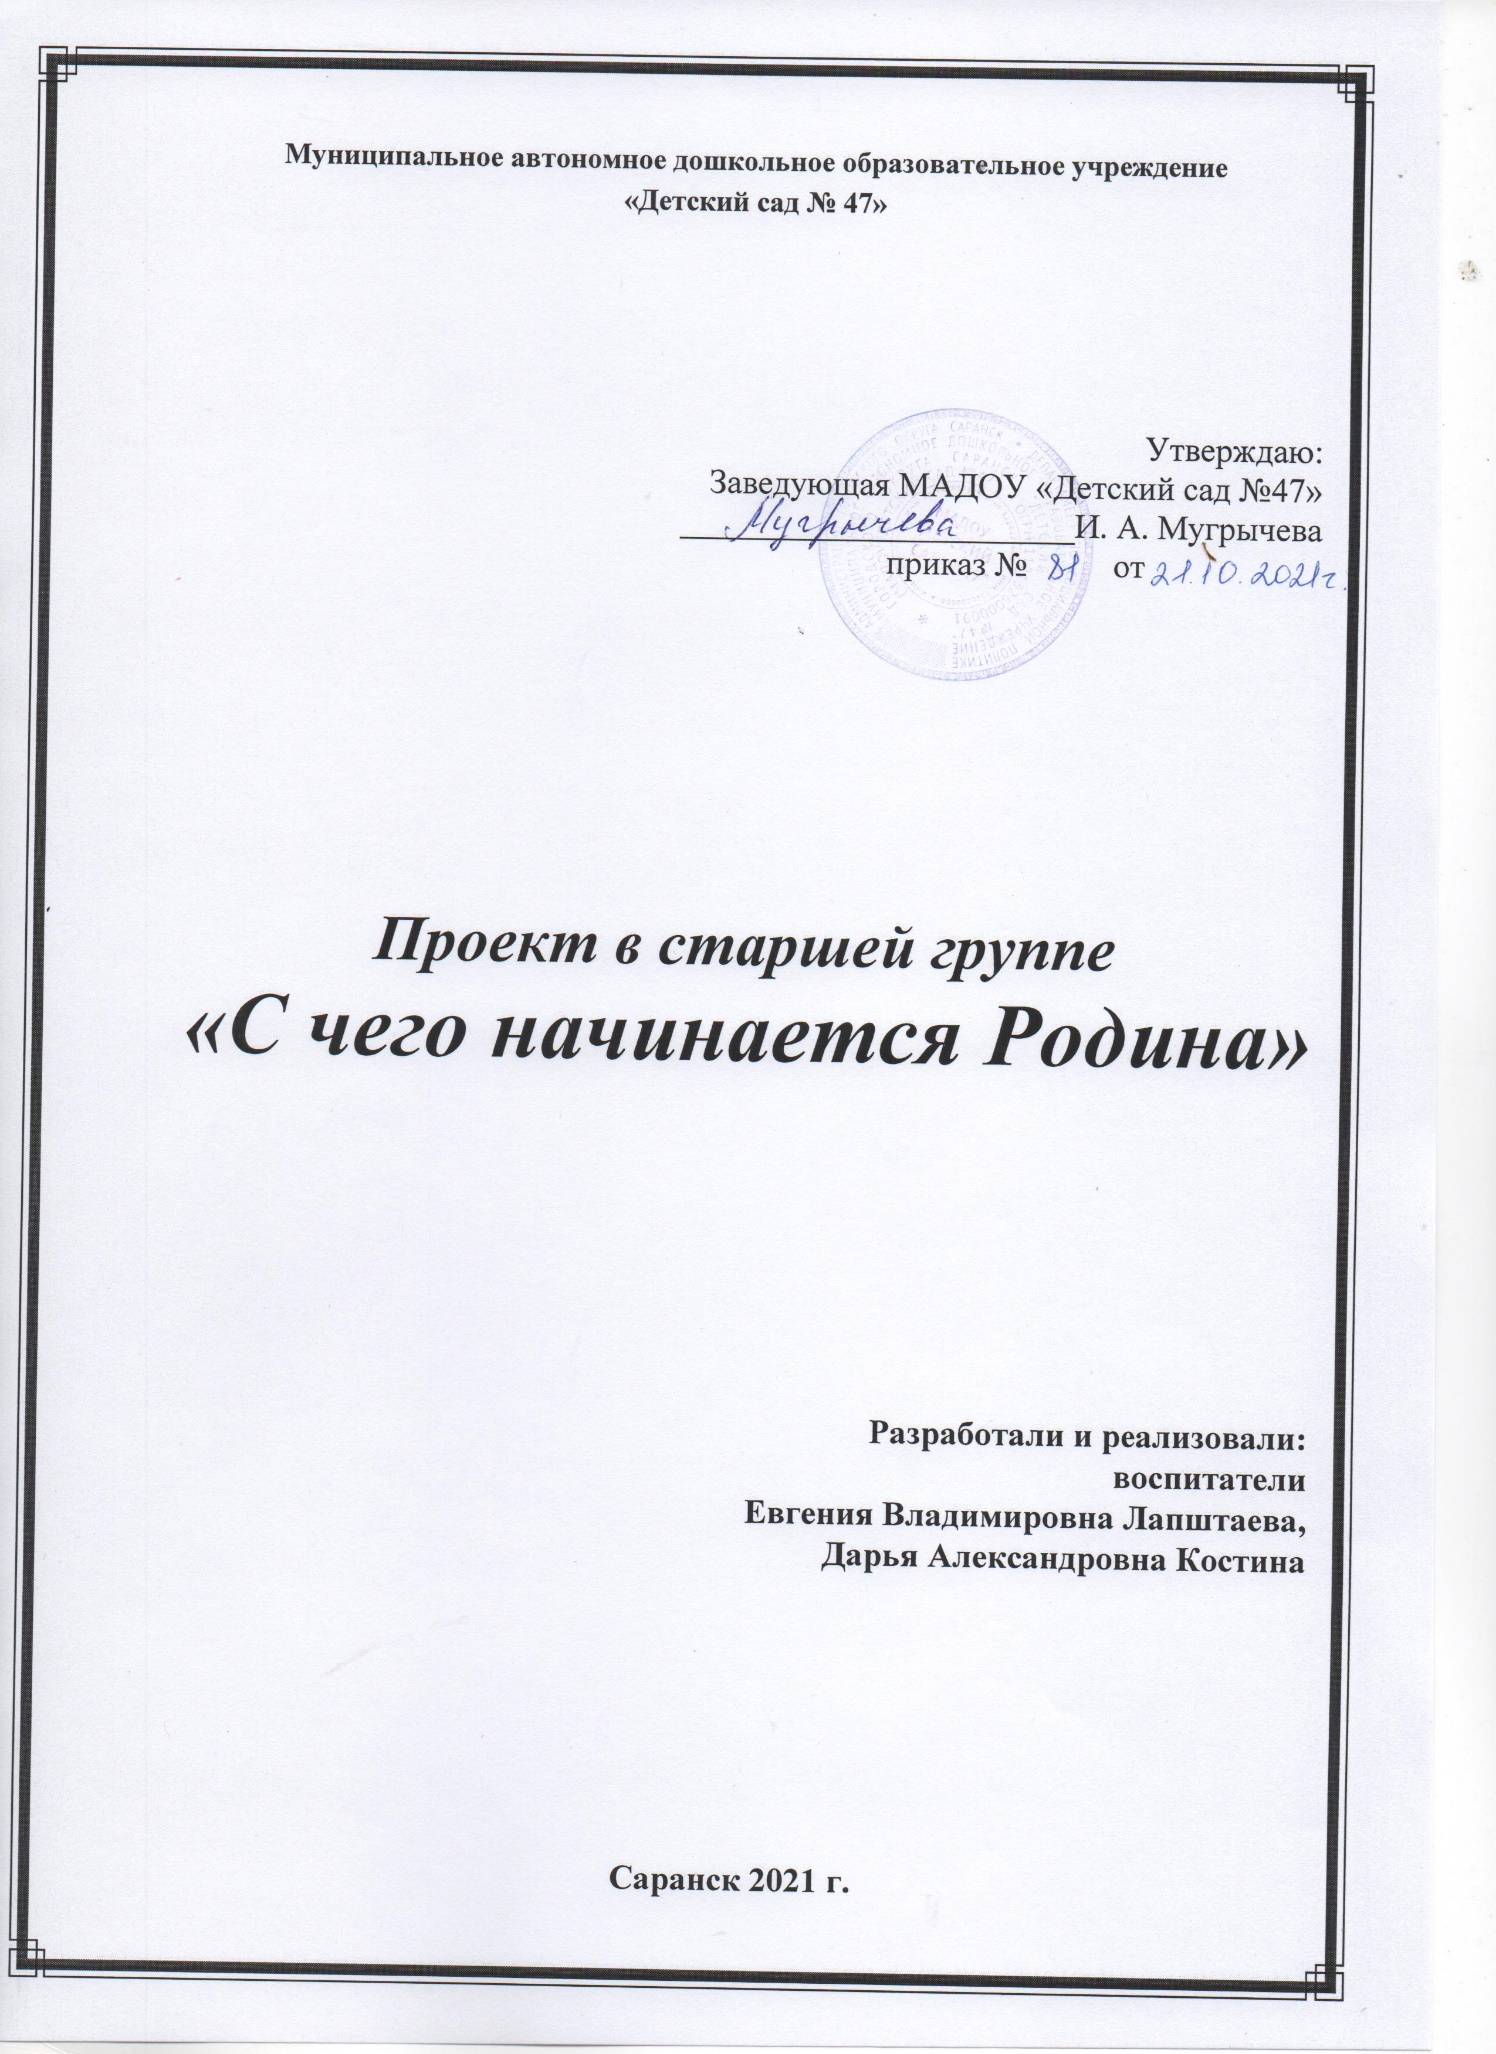 Муниципальное автономное дошкольное образовательное учреждение
«Детский сад № 47»
Утверждаю:
Заведующая МАДОУ «Детский сад №47»
Мугрычева И. А. Мугрычева
приказ № 81 от 21.10.2021г.
Проект в старшей группе
«С чего начинается Родина»
Разработали и реализовали:
воспитатели
Евгения Владимировна Лапштаева,
Дарья Александровна Костина
Саранск 2021 г.